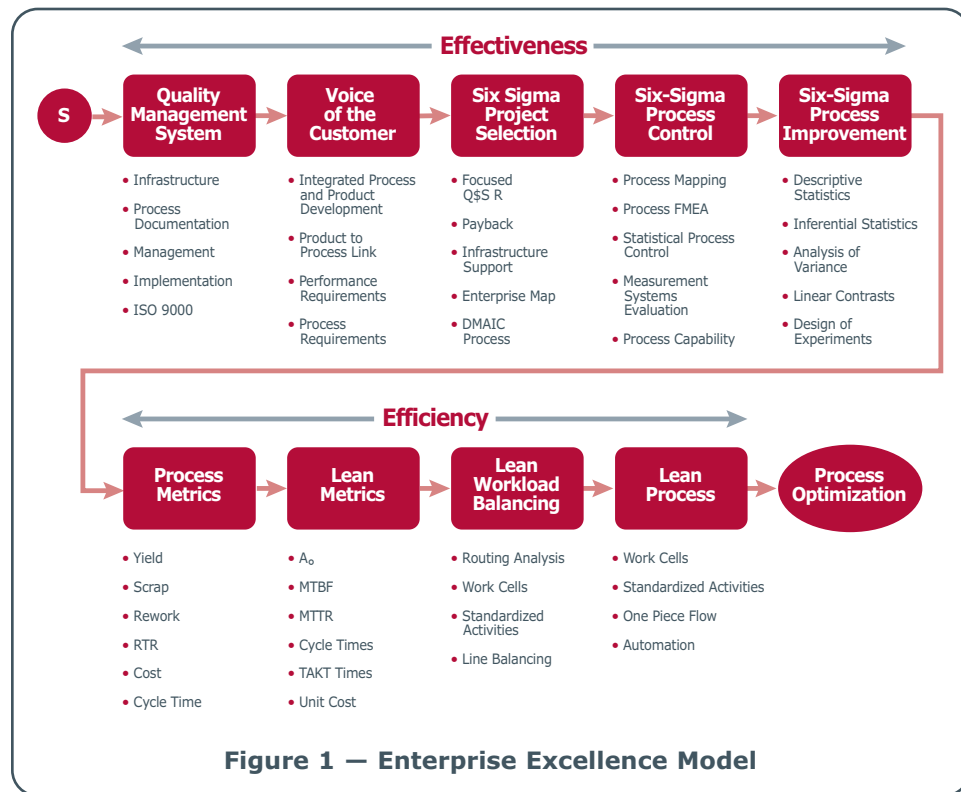 Effectiveness
S
Quality
Management
System
Voice
of the
Customer
Six Sigma
Project
Selection
Six-Sigma
Process
Control
Six-Sigma
Process
Improvement
• Infrastructure
• Process
Documentation
• Management
• Implementation
• ISO 9000
• Integrated Process
and Product
Development
• Product to
Process Link
• Performance
Requirements
• Process
Requirements
• Focused
Q$S R
• Payback
• Infrastructure
Support
• Enterprise Map
• DMAIC
Process
• Process Mapping
• Process FMEA
• Statistical Process
Control
• Measurement
Systems
Evaluation
• Process Capability
• Descriptive
Statistics
• Inferential Statistics
• Analysis of
Variance
• Linear Contrasts
• Design of
Experiments
Efficiency
Process
Metrics
Lean
Metrics
Lean
Workload
Balancing
Lean
Process
Process
Optimization
• Yield
• Scrap
• Rework
• RTR
• Cost
• Cycle Time
• Aₒ
• MTBF
• MTTR
• Cycle Times
• TAKT Times
• Unit Cost
• Routing Analysis
• Work Cells
• Standardized
Activities
• Line Balancing
• Work Cells
• Standardized Activities
• One Piece Flow
• Automation
Figure 1 — Enterprise Excellence Model